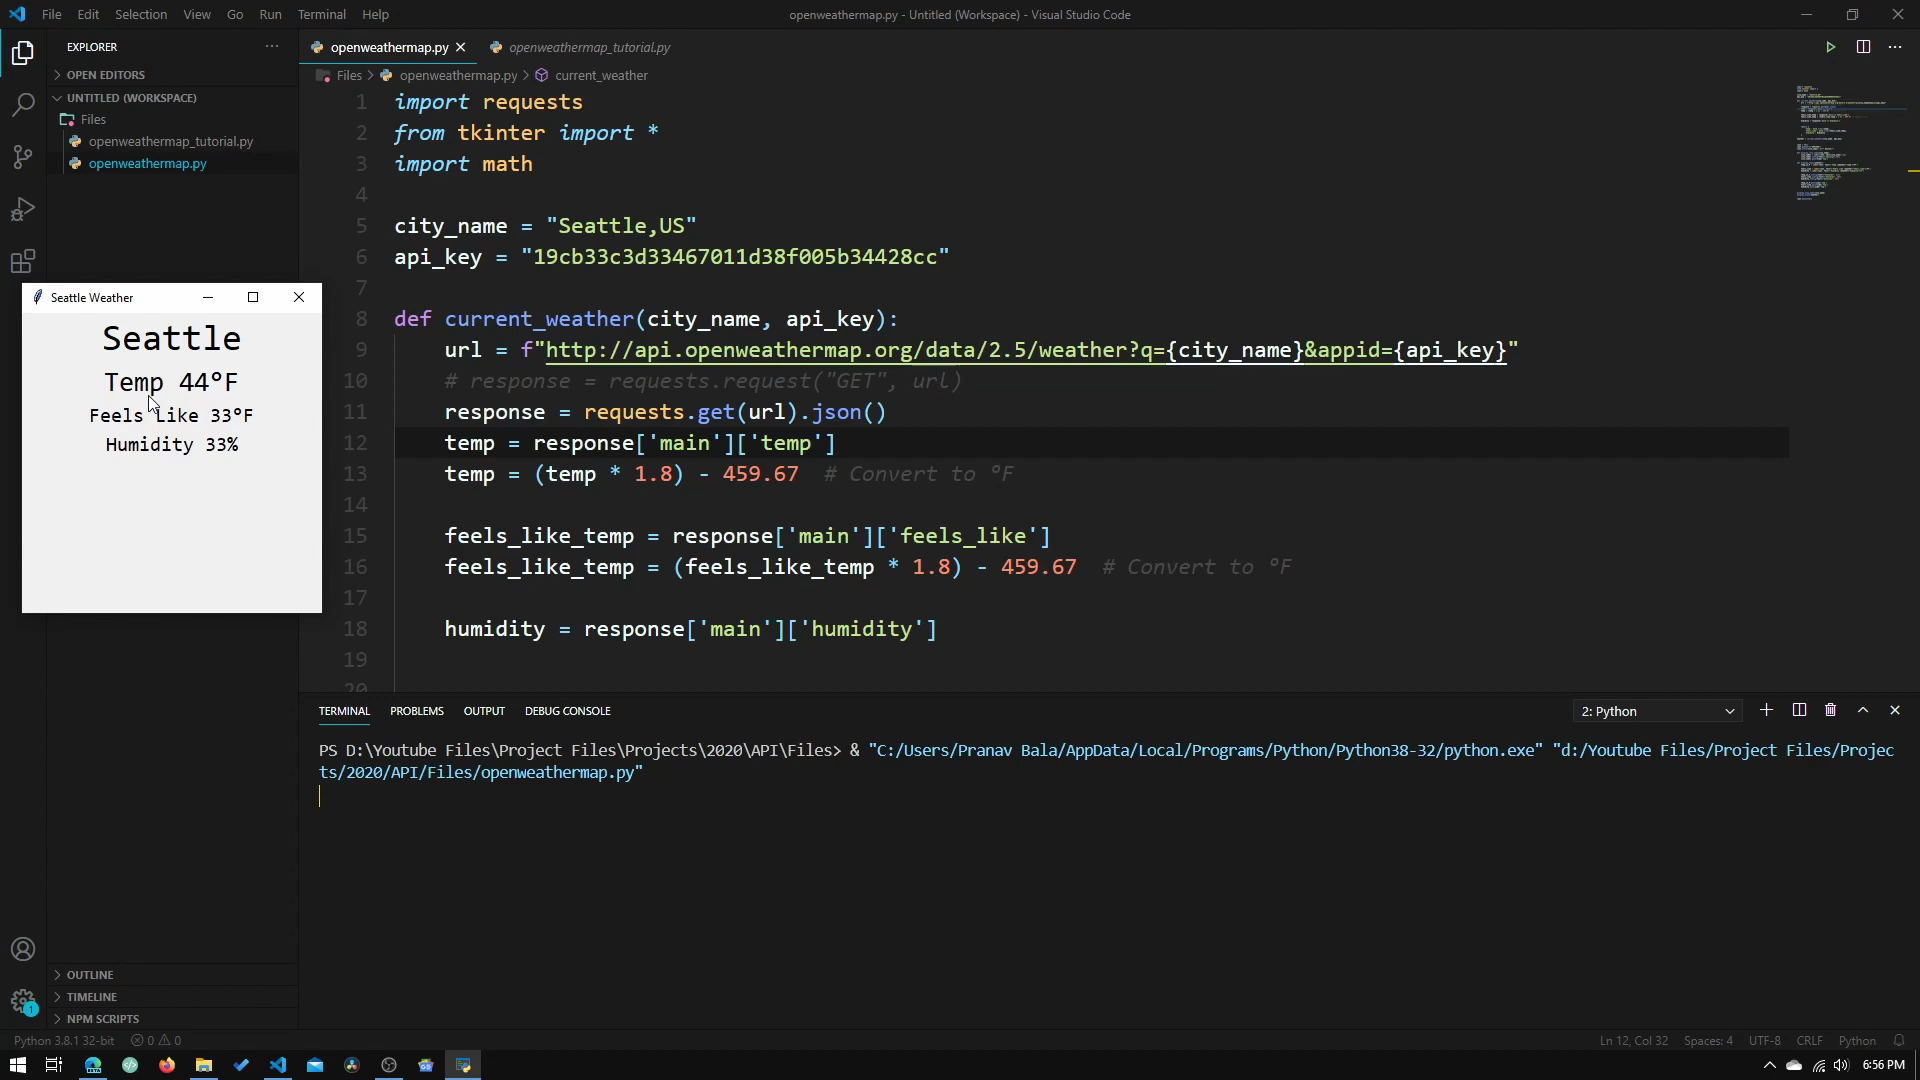 File Edit Selection View Go Run Terminal Help
openweathermap.py - Untitled (Workspace) - Visual Studio Code
EXPLORER
OPEN EDITORS
UNTITLED (WORKSPACE)
Files
openweathermap_tutorial.py
openweathermap.py
openweathermap.py openweathermap_tutorial.py
Files > openweathermap.py > current_weather
1 import requests
2 from tkinter import *
3 import math
4
5 city_name = "Seattle,US"
6 api_key = "19cb33c3d33467011d38f005b34428cc"
7
8 def current_weather(city_name, api_key):
9 url = f"http://api.openweathermap.org/data/2.5/weather?q={city_name}&appid={api_key}"
10 # response = requests.request("GET", url)
11 response = requests.get(url).json()
12 temp = response['main']['temp']
13 temp = (temp * 1.8) - 459.67 # Convert to °F
14
15 feels_like_temp = response['main']['feels_like']
16 feels_like_temp = (feels_like_temp * 1.8) - 459.67 # Convert to °F
17
18 humidity = response['main']['humidity']
19
20
Seattle Weather
Seattle
Temp 44°F
Feels Like 33°F
Humidity 33%
TERMINAL PROBLEMS OUTPUT DEBUG CONSOLE
2: Python
PS D:\Youtube Files\Project Files\Projects\2020\API\Files> & "C:/Users/Pranav Bala/AppData/Local/Programs/Python/Python38-32/python.exe" "d:/Youtube Files/Project Files/Projec
ts/2020/API/Files/openweathermap.py"
OUTLINE
TIMELINE
NPM SCRIPTS
1
Python 3.8.1 32-bit 0 0
Ln 12, Col 32 Spaces: 4 UTF-8 CRLF Python
6:56 PM